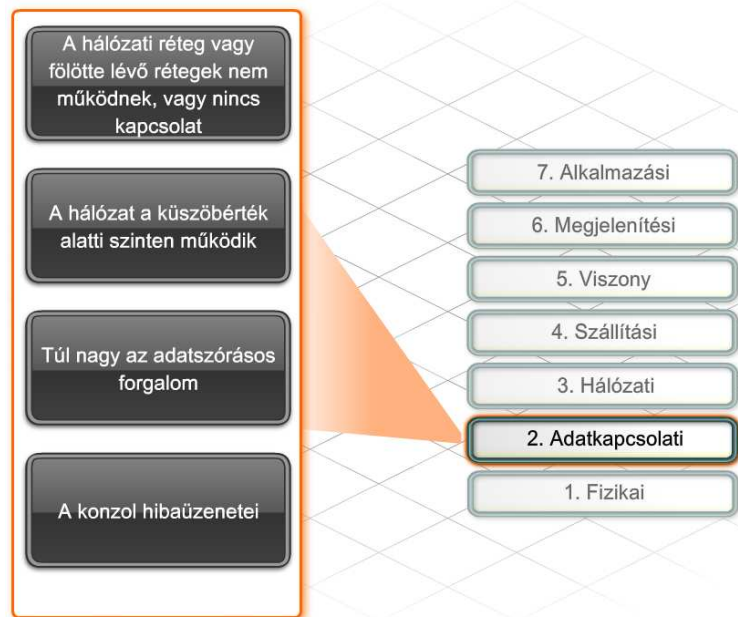 A hálózati réteg vagy
fölötte lévő rétegek nem
működnek, vagy nincs
kapcsolat
A hálózat a küszöbérték
alatti szinten működik
Túl nagy az adatszórásos
forgalom
A konzol hibaüzenetei
7. Alkalmazási
6. Megjelenítési
5. Viszony
4. Szállítási
3. Hálózati
2. Adatkapcsolati
1. Fizikai